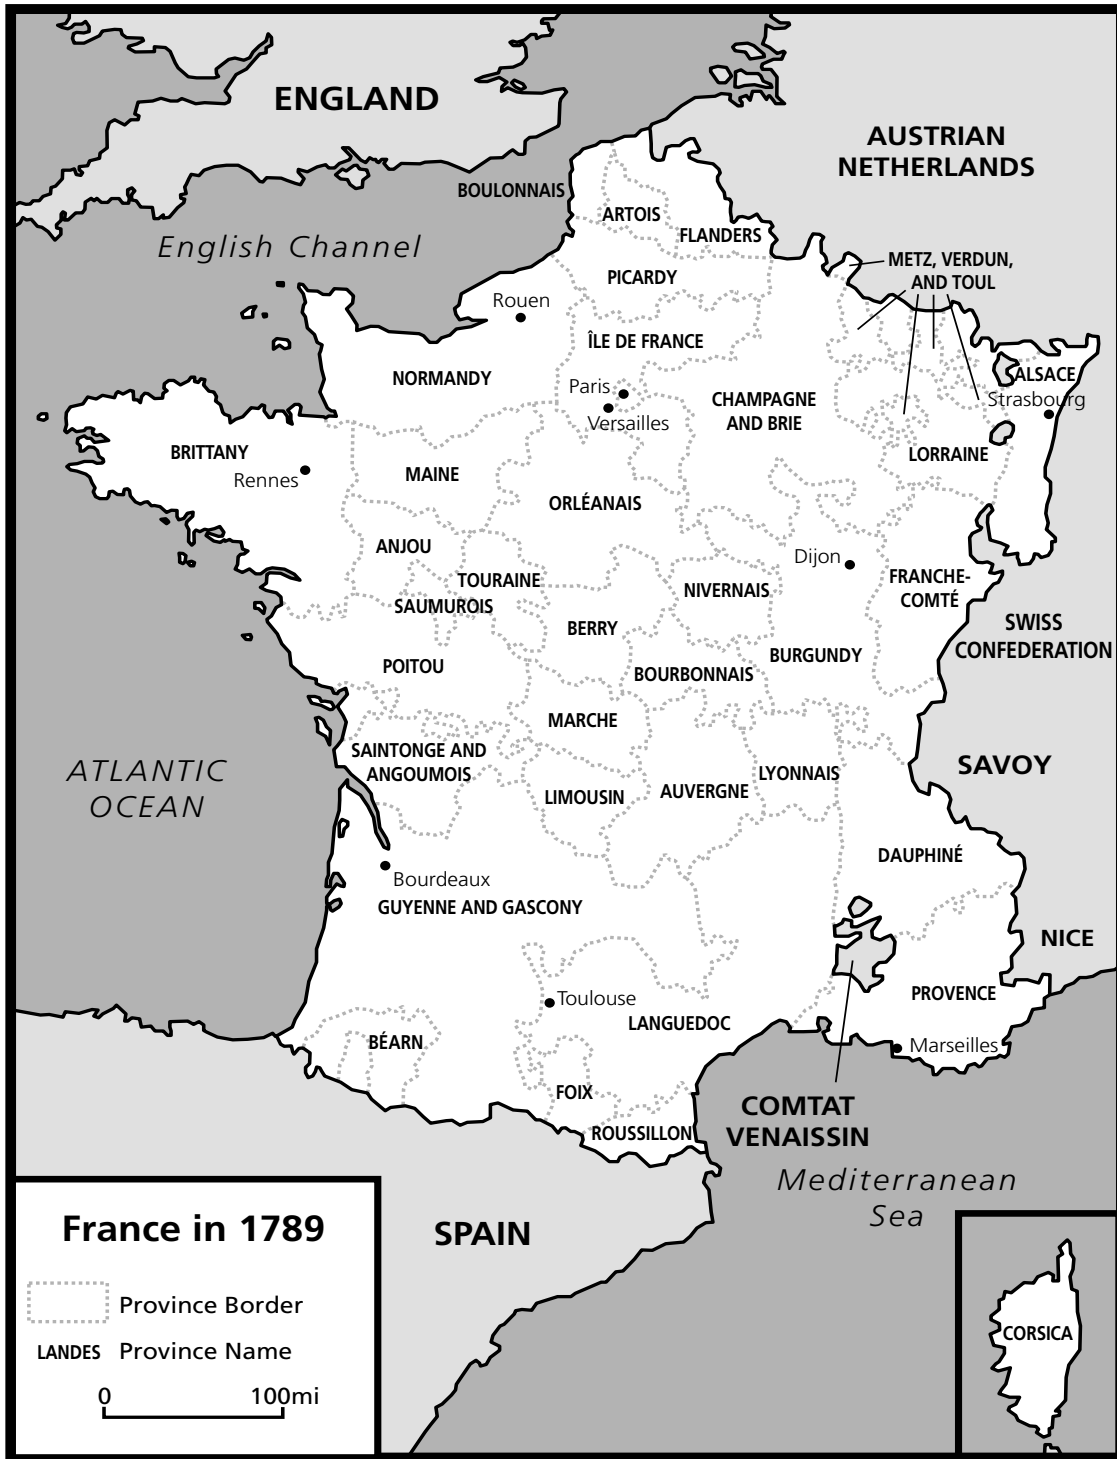 ENGLAND
AUSTRIAN
NETHERLANDS
BOULONNAIS
English Channel
ARTOIS
FLANDERS
METZ, VERDUN,
AND TOUL
PICARDY
Rouen
ÎLE DE FRANCE
NORMANDY
Paris
Versailles
CHAMPAGNE
AND BRIE
ALSACE
Strasbourg
BRITTANY
Rennes
MAINE
LORRAINE
ORLÉANAIS
ANJOU
TOURAINE
SAUMUROIS
Dijon
NIVERNAIS
FRANCHE-
COMTÉ
SWISS
CONFEDERATION
BERRY
POITOU
BOURBONNAIS
BURGUNDY
MARCHE
SAINTONGE AND
ANGOUMOIS
ATLANTIC
OCEAN
LIMOUSIN
AUVERGNE
LYONNAIS
SAVOY
DAUPHINÉ
Bourdeaux
GUYENNE AND GASCONY
NICE
Toulouse
PROVENCE
LANGUEDOC
BÉARN
Marseilles
FOIX
COMTAT
VENAISSIN
ROUSSILLON
Mediterranean
Sea
SPAIN
France in 1789
Province Border
LANDES Province Name
0 100mi
CORSICA